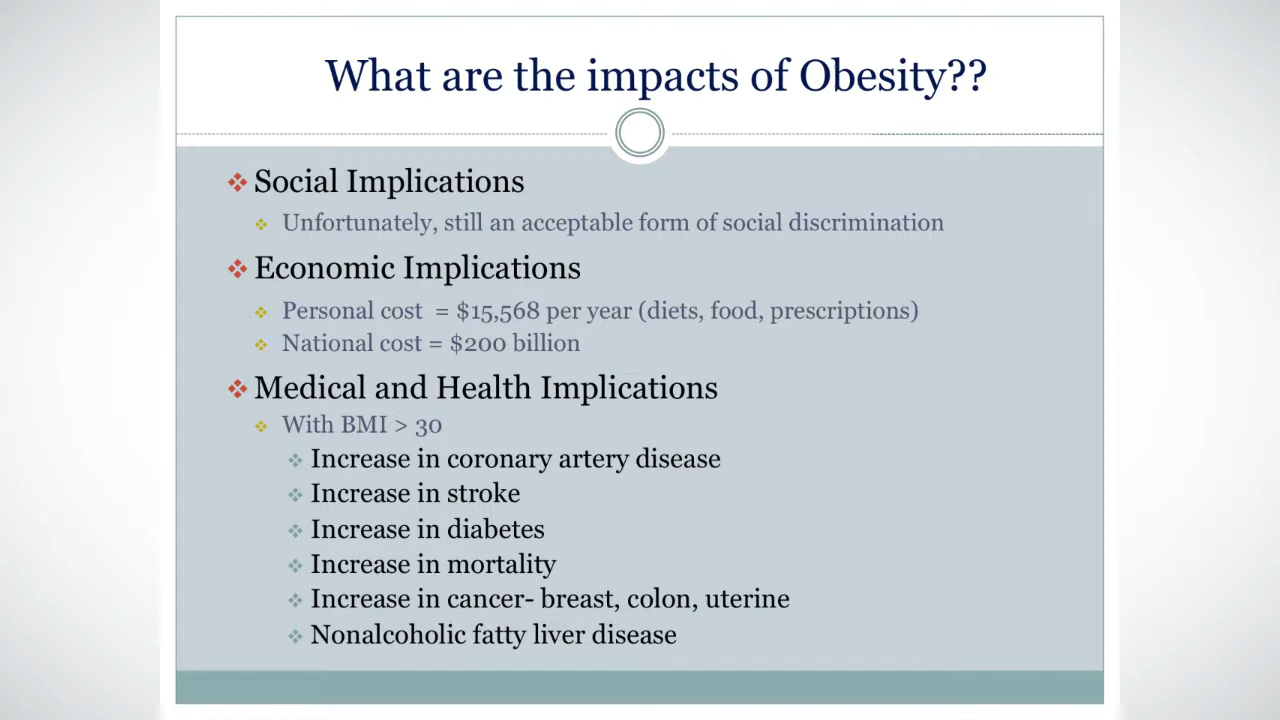 What are the impacts of Obesity??
Social Implications
Unfortunately, still an acceptable form of social discrimination
Economic Implications
Personal cost = $15,568 per year (diets, food, prescriptions)
National cost = $200 billion
Medical and Health Implications
With BMI > 30
Increase in coronary artery disease
Increase in stroke
Increase in diabetes
Increase in mortality
Increase in cancer- breast, colon, uterine
Nonalcoholic fatty liver disease